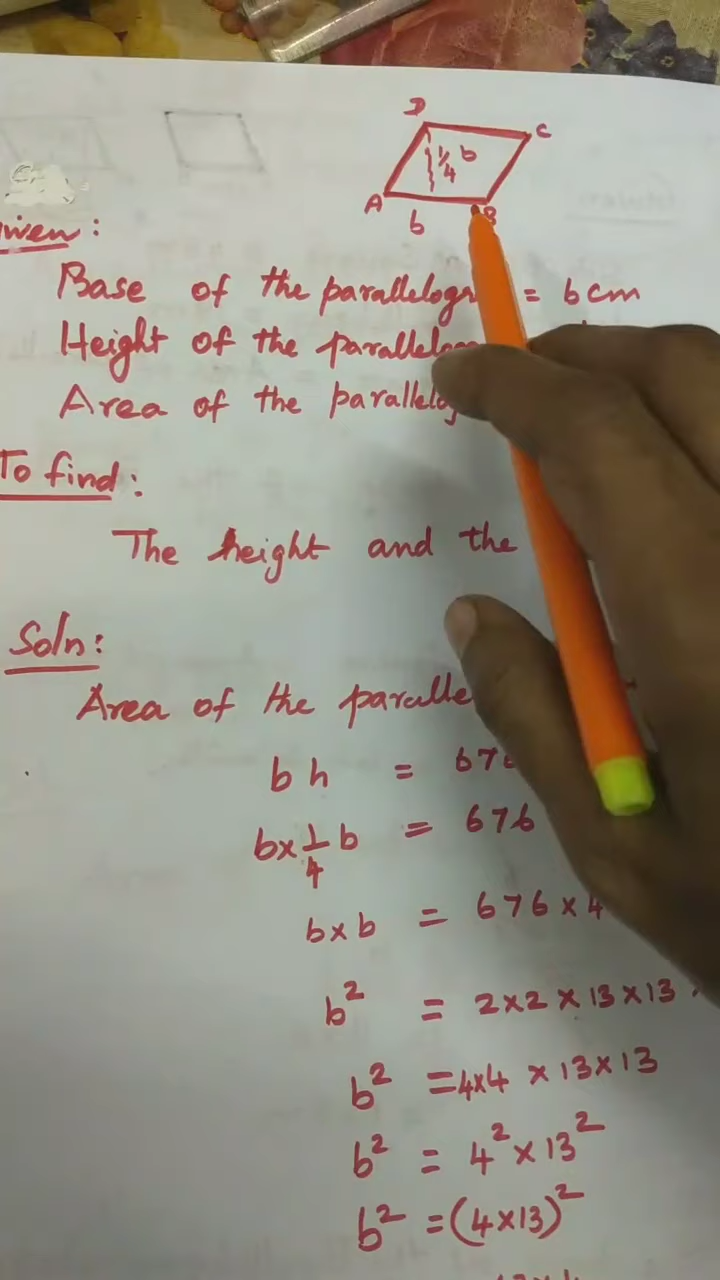 D
C
1/4 b
A
B
b
Given:
Base of the parallelogr = b cm
Height of the parallelog
Area of the parallelog
To find:
The height and the
Soln:
Area of the paralle
bh = 676
b×1/4 b = 676
b×b = 676×4
b² = 2×2×13×13
b² = 4×4 ×13×13
b² = 4²×13²
b² = (4×13)²